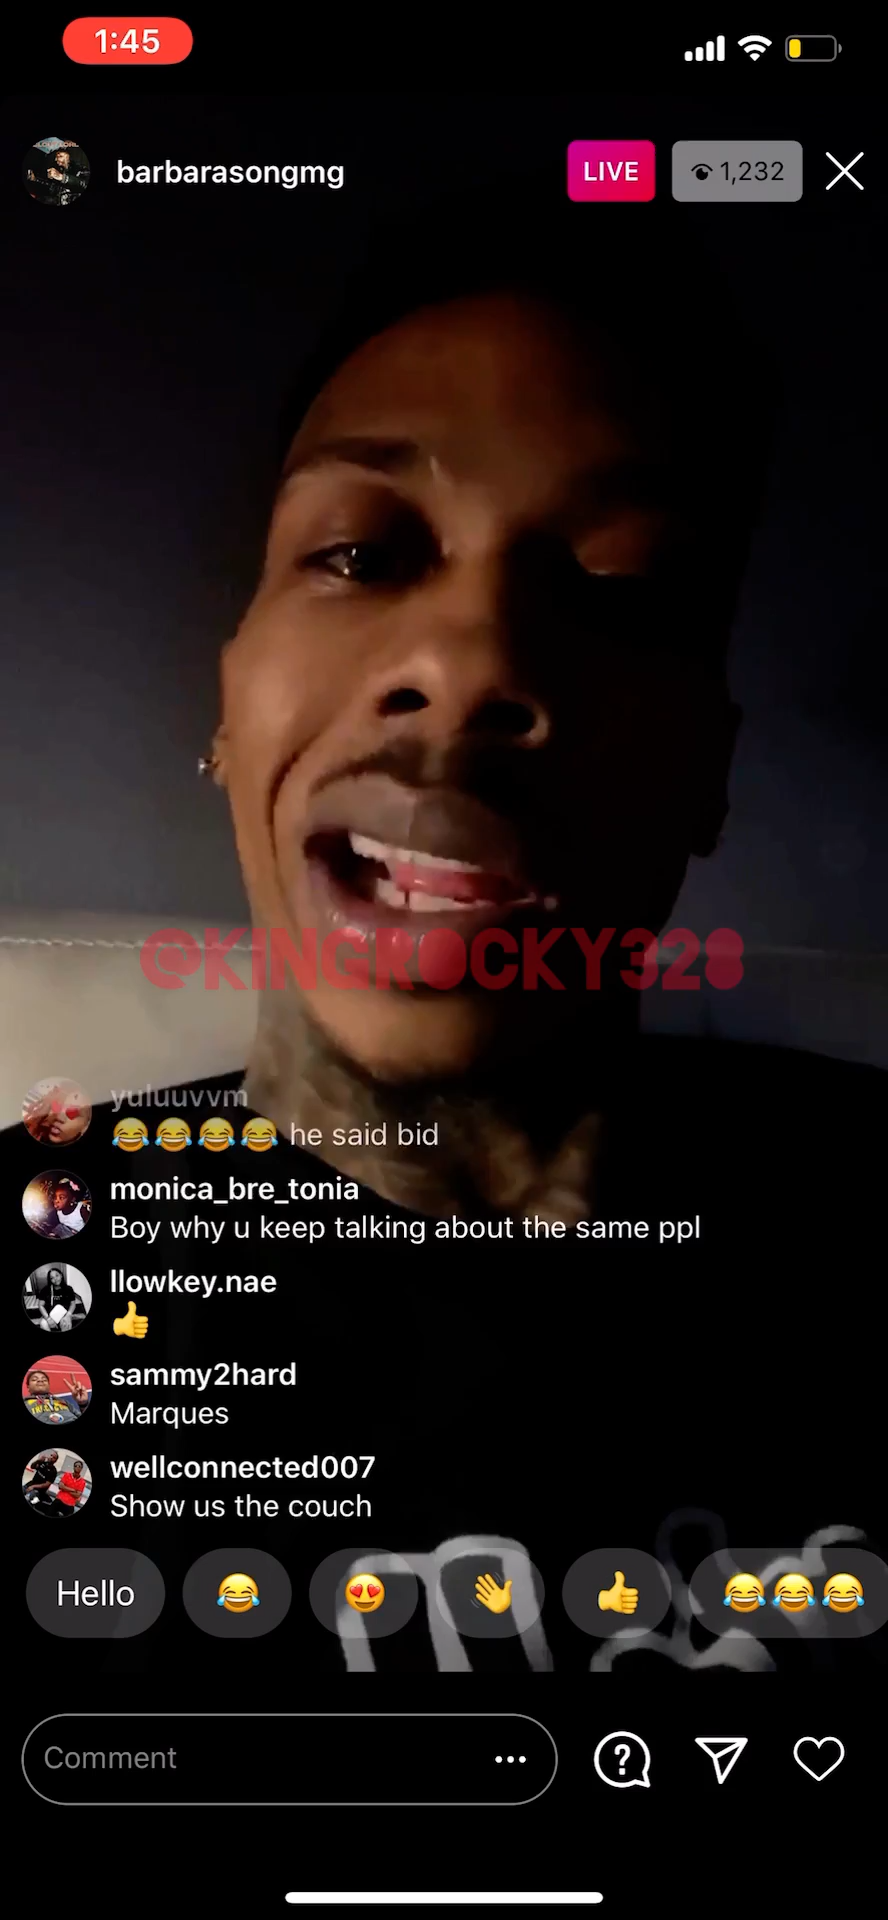 1:45
barbarasongmg
LIVE
1,232
@KINGROCKY328
yuluuvvm
😂😂😂😂 he said bid
monica_bre_tonia
Boy why u keep talking about the same ppl
llowkey.nae
👍
sammy2hard
Marques
wellconnected007
Show us the couch
Hello 😂 😍 👋 👍 😂😂😂
Comment